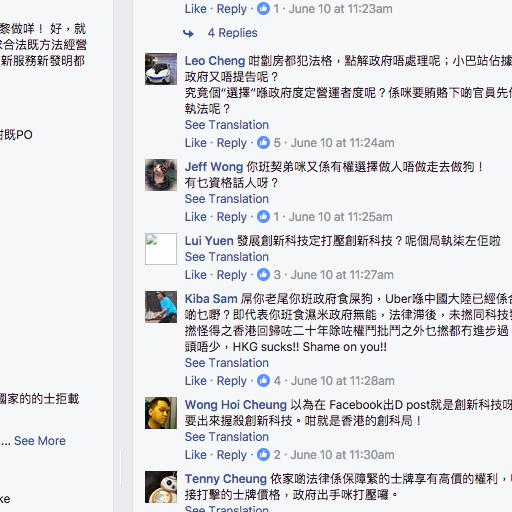 黎做咩！ 好，就
求合法既方法經營
新服務新發明都
咁既PO
國家的的士拒載
... See More
Like · Reply · 1 · June 10 at 11:23am
4 Replies
Leo Cheng 咁劏房都犯法格，點解政府唔處理呢；小巴站佔據
政府又唔提告呢？
究竟個"選擇"喺政府度定營運者度呢？係咪要賄賂下啲官員先
執法呢？
See Translation
Like · Reply · 5 · June 10 at 11:24am
Jeff Wong 你班契弟咪又係有權選擇做人唔做走去做狗！
有乜資格話人呀？
See Translation
Like · Reply · 1 · June 10 at 11:25am
Lui Yuen 發展創新科技定打壓創新科技？呢個局執柒左佢啦
See Translation
Like · Reply · 3 · June 10 at 11:27am
Kiba Sam 屌你老尾你班政府食屎狗，Uber喺中國大陸已經係
啲乜嘢？即代表你班食濕米政府無能，法律滯後，未撚同科技
撚怪得之香港回歸咗二十年除咗權鬥批鬥之外乜撚都冇進步過
頭唔少，HKG sucks!! Shame on you!!
See Translation
Like · Reply · 4 · June 10 at 11:28am
Wong Hoi Cheung 以為在 Facebook出D post就是創新科技
要出來握殺創新科技。咁就是香港的創科局！
See Translation
Like · Reply · 2 · June 10 at 11:30am
Tenny Cheung 依家啲法律係保障緊的士牌享有高價的權利，
接打擊的士牌價格，政府出手咪打壓囉。
See Translation